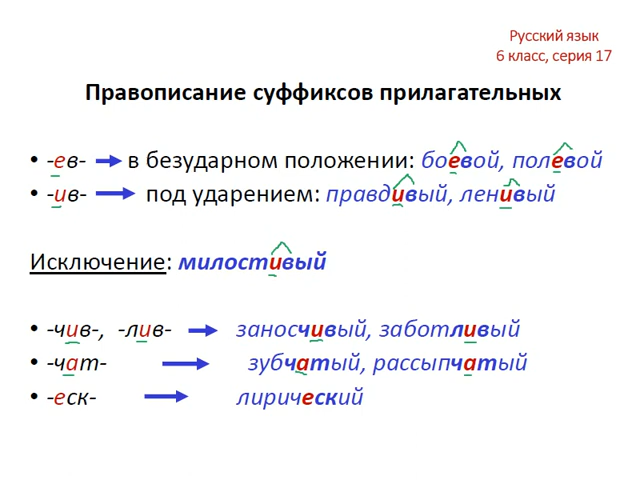 Русский язык
6 класс, серия 17
Правописание суффиксов прилагательных
• -ев- в безударном положении: боевой, полевой
• -ив- под ударением: правдивый, ленивый
Исключение: милостивый
• -чив-, -лив- заносчивый, заботливый
• -чат- зубчатый, рассыпчатый
• -еск- лирический